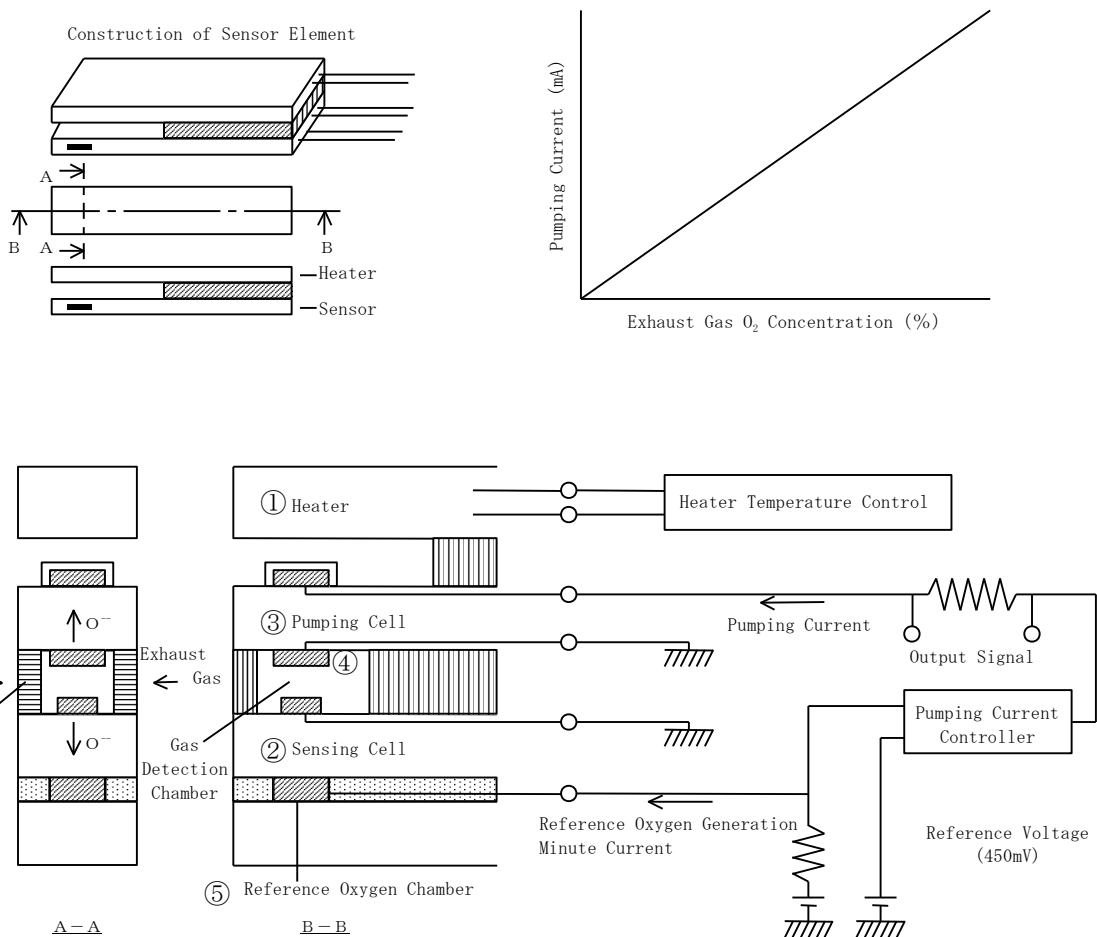 Construction of Sensor Element
A
B
A
B
Heater
Sensor
Pumping Current (mA)
Exhaust Gas O₂ Concentration (%)
① Heater
Heater Temperature Control
O⁻⁻
③ Pumping Cell
Pumping Current
Output Signal
Exhaust
Gas
④
Pumping Current
Controller
O⁻⁻
Gas
Detection
Chamber
② Sensing Cell
Reference Oxygen Generation
Minute Current
Reference Voltage
(450mV)
⑤ Reference Oxygen Chamber
A-A
B-B